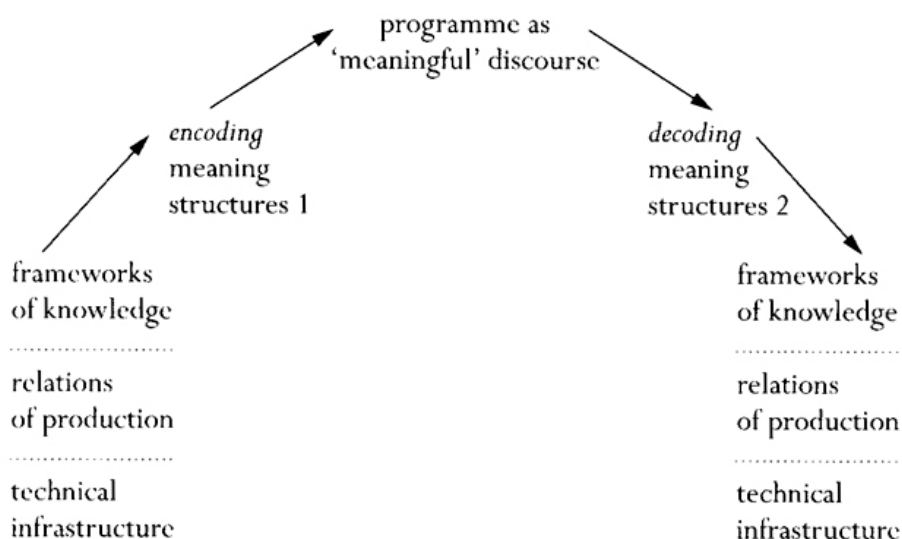 programme as
‘meaningful’ discourse
encoding
meaning
structures 1
decoding
meaning
structures 2
frameworks
of knowledge
relations
of production
technical
infrastructure
frameworks
of knowledge
relations
of production
technical
infrastructure